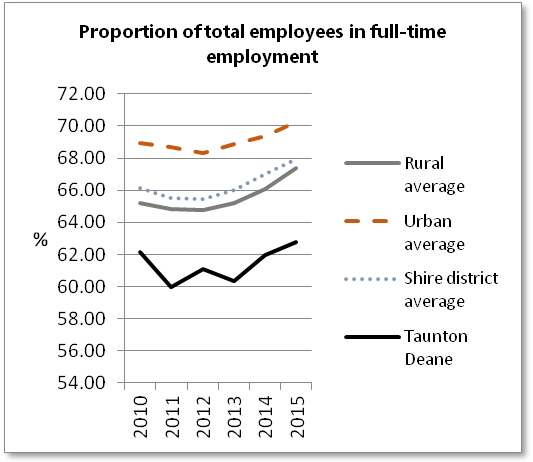 Proportion of total employees in full-time
employment
72.00
70.00
68.00
66.00
64.00
62.00
60.00
58.00
56.00
54.00
%
2010
2011
2012
2013
2014
2015
Rural
average
Urban
average
Shire district
average
Taunton
Deane